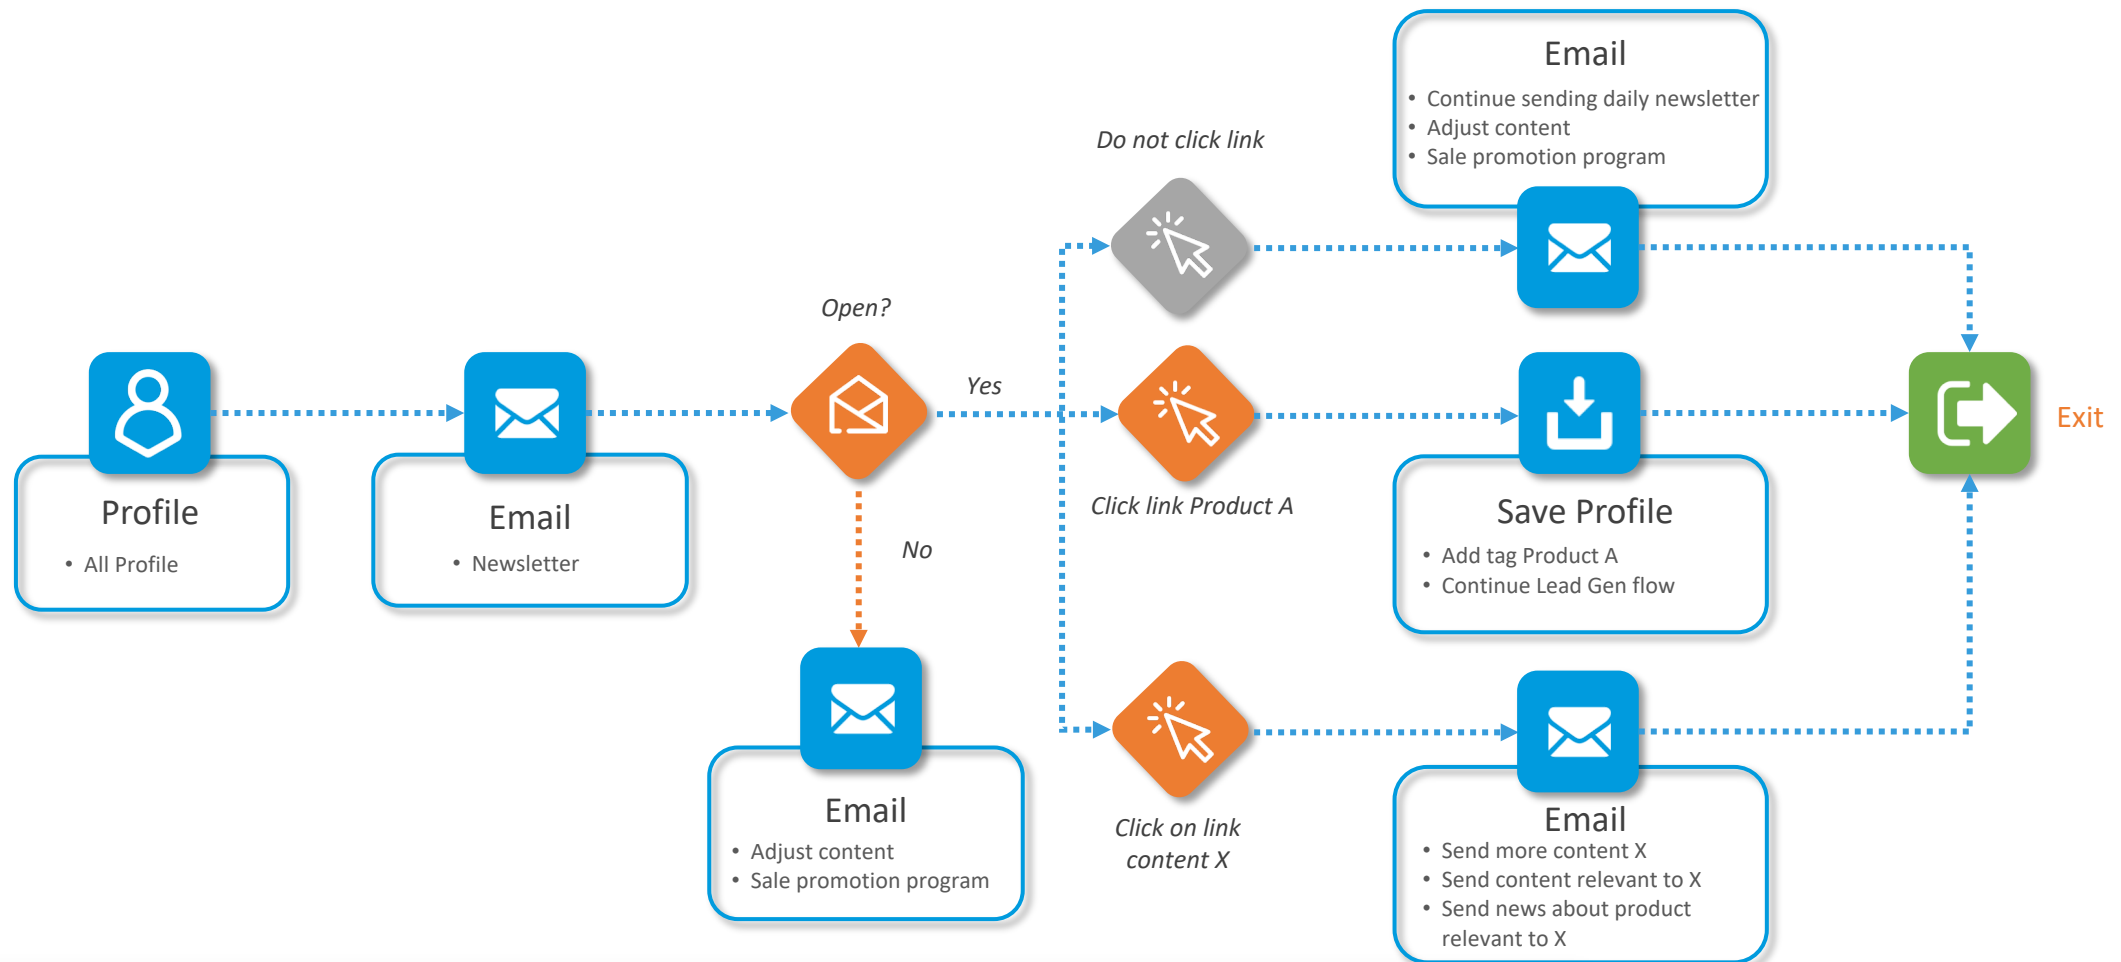 Profile
• All Profile
Email
• Newsletter
Open?
Yes
No
Email
• Adjust content
• Sale promotion program
Do not click link
Email
• Continue sending daily newsletter
• Adjust content
• Sale promotion program
Click link Product A
Save Profile
• Add tag Product A
• Continue Lead Gen flow
Click on link
content X
Email
• Send more content X
• Send content relevant to X
• Send news about product
relevant to X
Exit